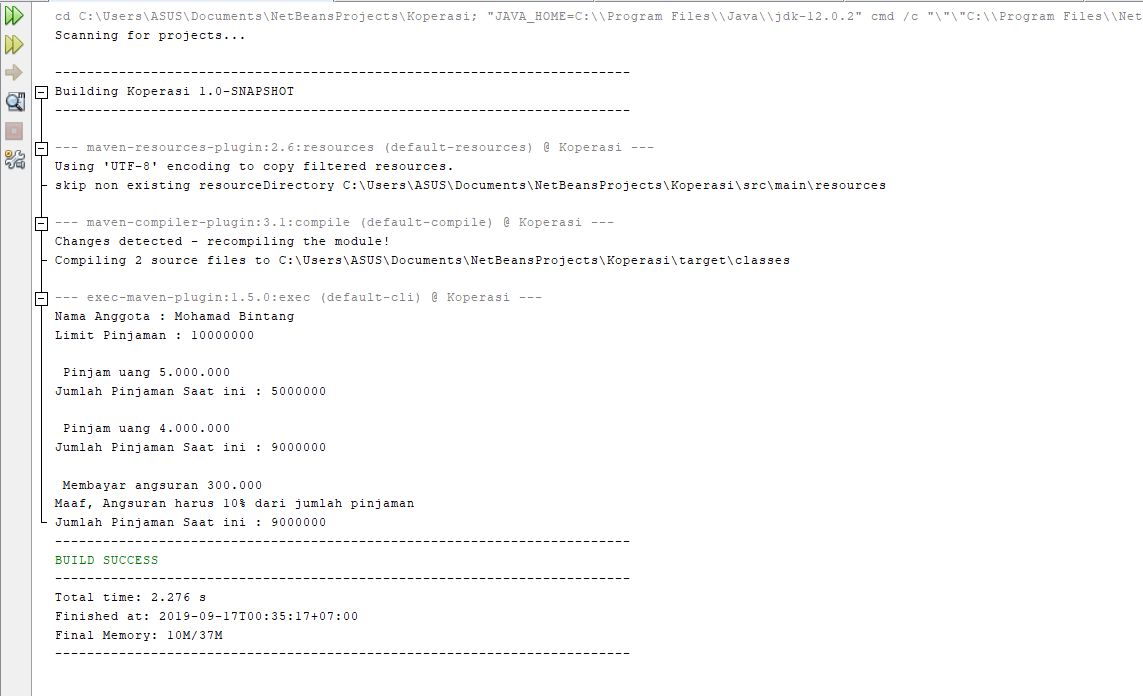 cd C:\Users\ASUS\Documents\NetBeansProjects\Koperasi; "JAVA_HOME=C:\\Program Files\\Java\\jdk-12.0.2" cmd /c "\"\"C:\\Program Files\\Net
Scanning for projects...
------------------------------------------------------------------------
Building Koperasi 1.0-SNAPSHOT
------------------------------------------------------------------------
--- maven-resources-plugin:2.6:resources (default-resources) @ Koperasi ---
Using 'UTF-8' encoding to copy filtered resources.
skip non existing resourceDirectory C:\Users\ASUS\Documents\NetBeansProjects\Koperasi\src\main\resources
--- maven-compiler-plugin:3.1:compile (default-compile) @ Koperasi ---
Changes detected - recompiling the module!
Compiling 2 source files to C:\Users\ASUS\Documents\NetBeansProjects\Koperasi\target\classes
--- exec-maven-plugin:1.5.0:exec (default-cli) @ Koperasi ---
Nama Anggota : Mohamad Bintang
Limit Pinjaman : 10000000
Pinjam uang 5.000.000
Jumlah Pinjaman Saat ini : 5000000
Pinjam uang 4.000.000
Jumlah Pinjaman Saat ini : 9000000
Membayar angsuran 300.000
Maaf, Angsuran harus 10% dari jumlah pinjaman
Jumlah Pinjaman Saat ini : 9000000
------------------------------------------------------------------------
BUILD SUCCESS
------------------------------------------------------------------------
Total time: 2.276 s
Finished at: 2019-09-17T00:35:17+07:00
Final Memory: 10M/37M
------------------------------------------------------------------------